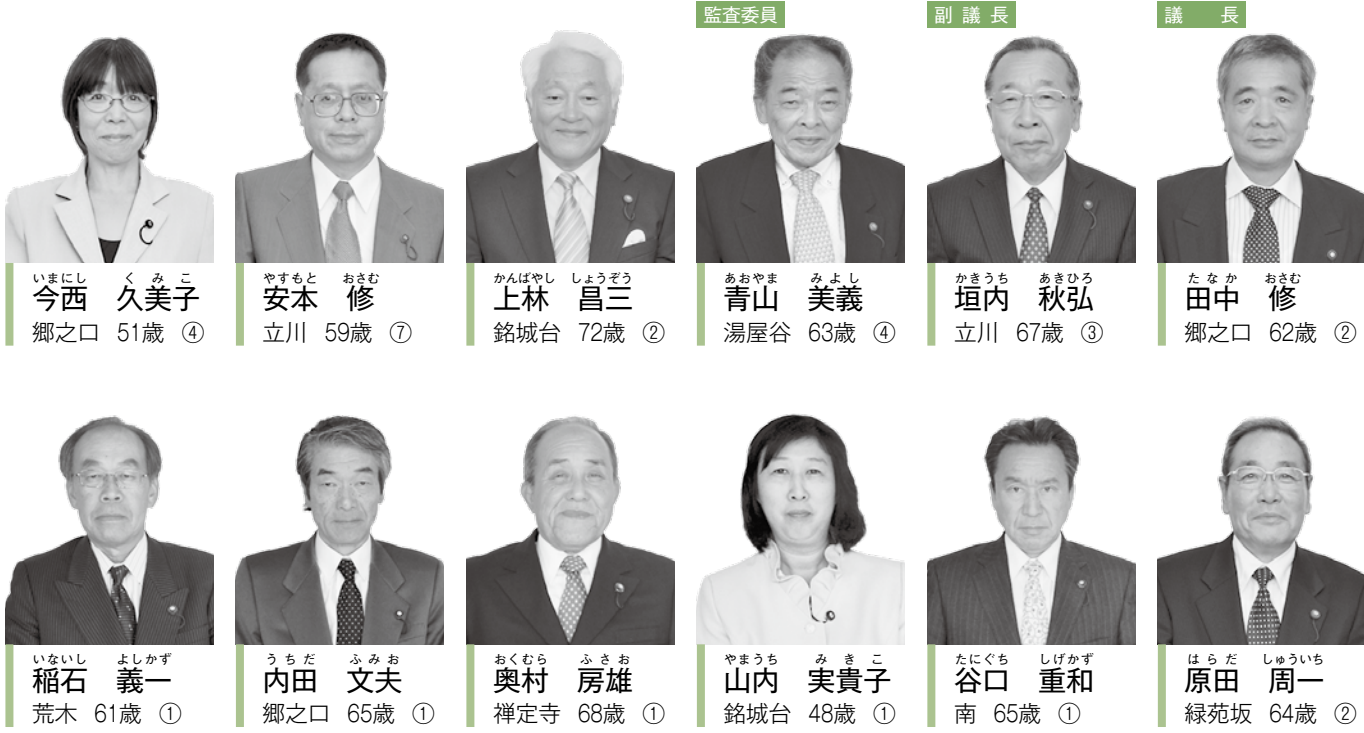 監査委員
副議長
議長
いまにし くみこ
今西 久美子
郷之口 51歳 ④
やすもと おさむ
安本 修
立川 59歳 ⑦
かんばやし しょうぞう
上林 昌三
銘城台 72歳 ②
あおやま みよし
青山 美義
湯屋谷 63歳 ④
かきうち あきひろ
垣内 秋弘
立川 67歳 ③
たなか おさむ
田中 修
郷之口 62歳 ②
いないし よしかず
稲石 義一
荒木 61歳 ①
うちだ ふみお
内田 文夫
郷之口 65歳 ①
おくむら ふさお
奥村 房雄
禅定寺 68歳 ①
やまうち みきこ
山内 実貴子
銘城台 48歳 ①
たにぐち しげかず
谷口 重和
南 65歳 ①
はらだ しゅういち
原田 周一
緑苑坂 64歳 ②